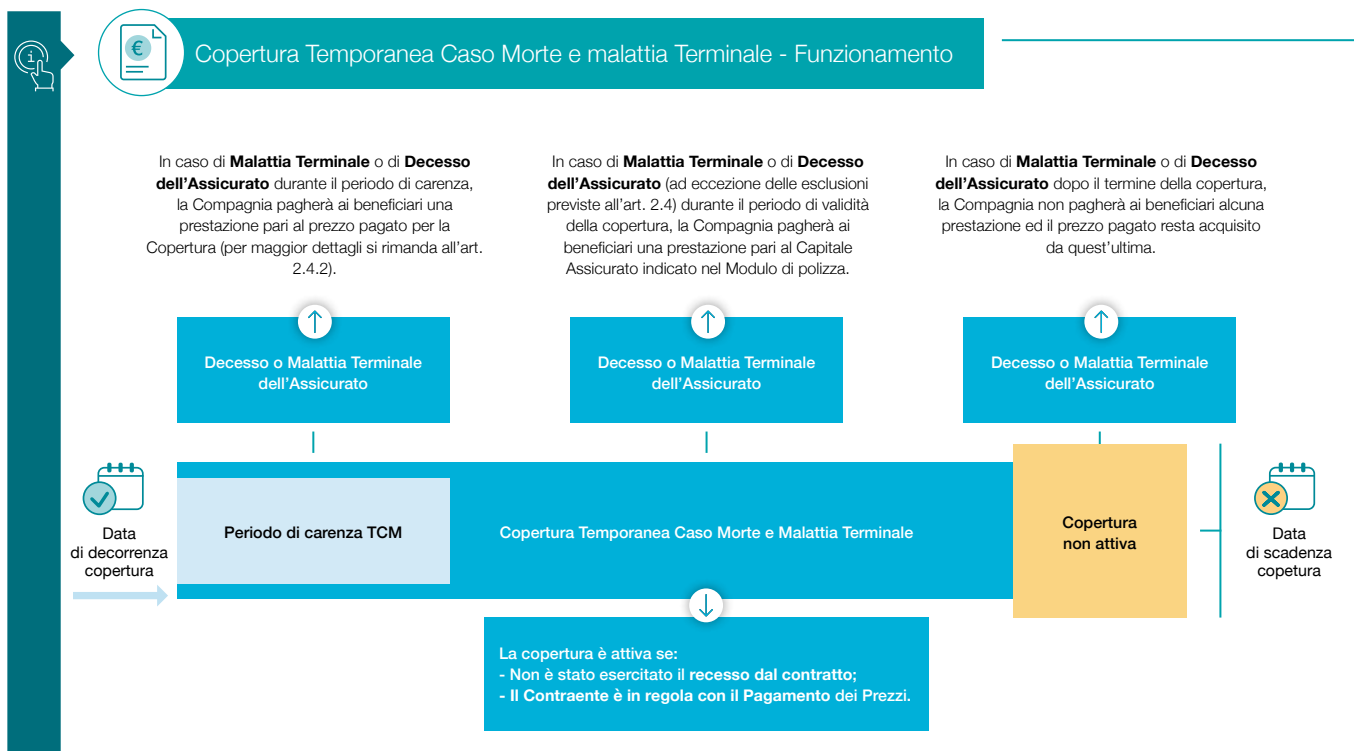 Copertura Temporanea Caso Morte e malattia Terminale - Funzionamento
In caso di Malattia Terminale o di Decesso
dell'Assicurato durante il periodo di carenza,
la Compagnia pagherà ai beneficiari una
prestazione pari al prezzo pagato per la
Copertura (per maggior dettagli si rimanda all'art.
2.4.2).
In caso di Malattia Terminale o di Decesso
dell'Assicurato (ad eccezione delle esclusioni
previste all'art. 2.4) durante il periodo di validità
della copertura, la Compagnia pagherà ai
beneficiari una prestazione pari al Capitale
Assicurato indicato nel Modulo di polizza.
In caso di Malattia Terminale o di Decesso
dell'Assicurato dopo il termine della copertura,
la Compagnia non pagherà ai beneficiari alcuna
prestazione ed il prezzo pagato resta acquisito
da quest'ultima.
Decesso o Malattia Terminale
dell'Assicurato
Decesso o Malattia Terminale
dell'Assicurato
Decesso o Malattia Terminale
dell'Assicurato
Data
di decorrenza
copertura
Periodo di carenza TCM
Copertura Temporanea Caso Morte e Malattia Terminale
Copertura
non attiva
Data
di scadenza
copetura
La copertura è attiva se:
- Non è stato esercitato il recesso dal contratto;
- Il Contraente è in regola con il Pagamento dei Prezzi.